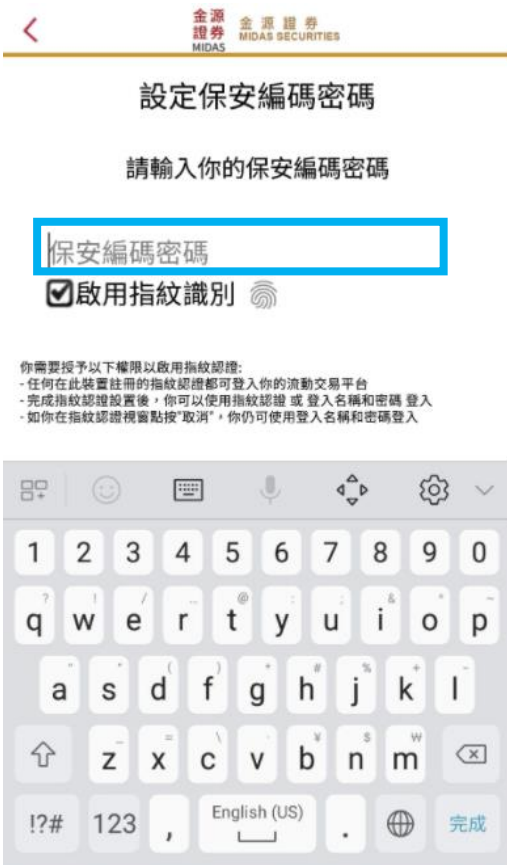 金源
證券
MIDAS
金源證券
MIDAS SECURITIES
設定保安編碼密碼
請輸入你的保安編碼密碼
保安編碼密碼
啟用指紋識別
你需要授予以下權限以啟用指紋認證:
- 任何在此裝置註冊的指紋認證都可登入你的流動交易平台
- 完成指紋認證設置後，你可以使用指紋認證 或 登入名稱和密碼 登入
- 如你在指紋認證視窗點按"取消"，你仍可使用登入名稱和密碼登入
1 2 3 4 5 6 7 8 9 0
q w e r t y u i o p
a s d f g h j k l
z x c v b n m
!?# 123 , English (US) . 完成